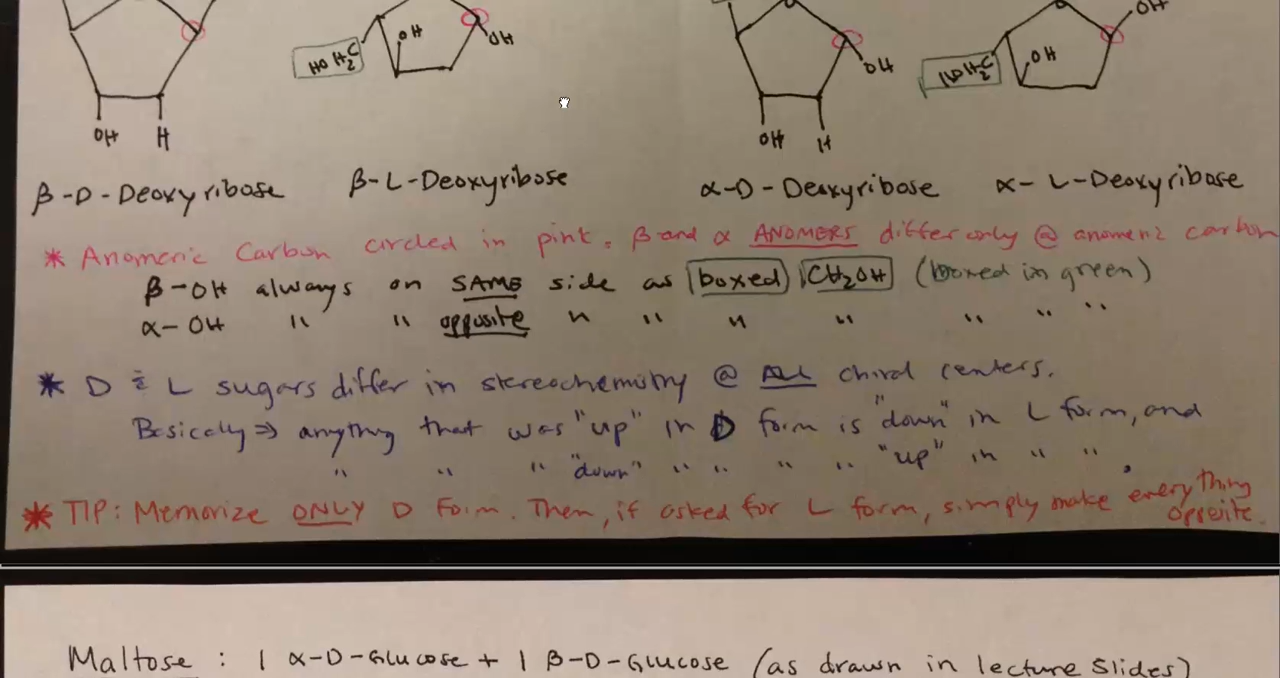 OH
HOH₂C
OH
OH
HOH₂C
OH
OH
OH
H
OH
H
β-D-Deoxyribose
β-L-Deoxyribose
α-D-Deoxyribose
α-L-Deoxyribose
* Anomeric Carbon circled in pink. β and α ANOMERS differ only @ anomeric carbon
β-OH always on SAME side as boxed CH₂OH (boxed in green)
α-OH " " opposite " " " " " " "
* D & L sugars differ in stereochemistry @ ALL chiral centers.
Basically ⇒ anything that was "up" in D form is "down" in L form, and
" " " "down" " " " " "up" in " ".
* TIP: Memorize ONLY D Form. Then, if asked for L form, simply make everything opposite.
Maltose : 1 α-D-Glucose + 1 β-D-Glucose (as drawn in lecture slides)